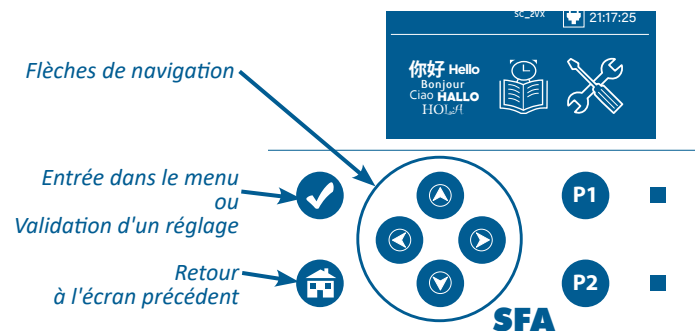 SC_2VX 21:17:25
Flèches de navigation
你好 Hello
Bonjour
Ciao HALLO
HOLA
Entrée dans le menu
ou
Validation d'un réglage
P1
Retour
à l'écran précédent
P2
SFA